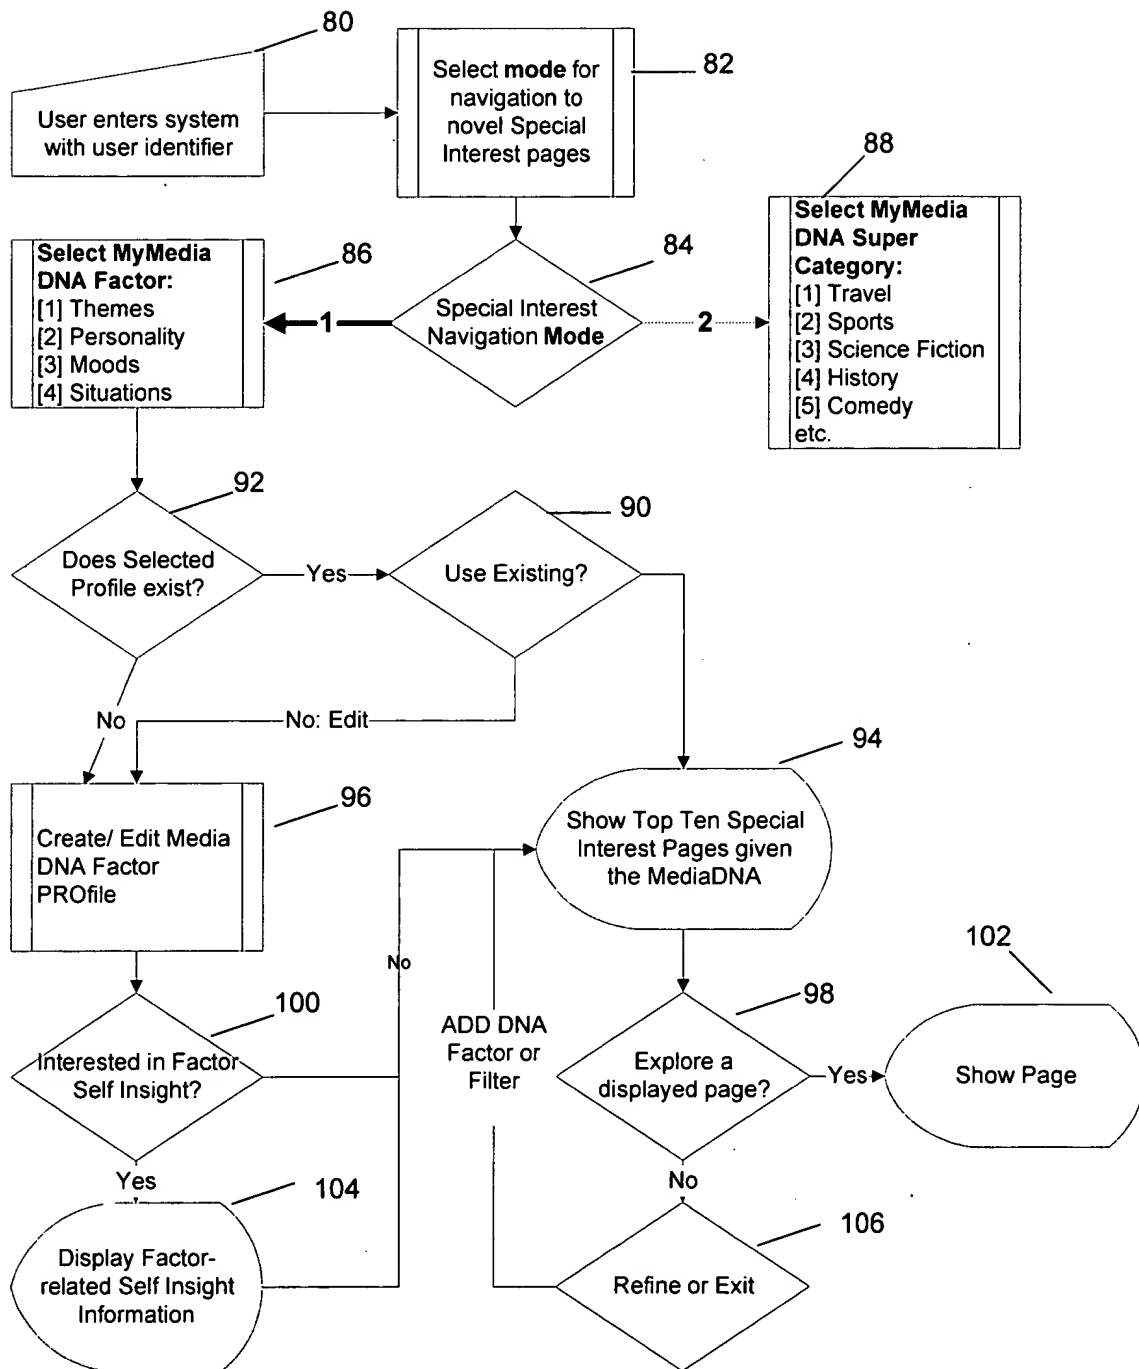 80
User enters system
with user identifier
Select mode for
navigation to
novel Special
Interest pages
82
88
Select MyMedia
DNA Super
Category:
[1] Travel
[2] Sports
[3] Science Fiction
[4] History
[5] Comedy
etc.
Select MyMedia
DNA Factor:
[1] Themes
[2] Personality
[3] Moods
[4] Situations
86
84
Special Interest
Navigation Mode
1
2
92
Does Selected
Profile exist?
Yes
90
Use Existing?
No
No: Edit
94
Show Top Ten Special
Interest Pages given
the MediaDNA
96
Create/ Edit Media
DNA Factor
PROfile
No
100
Interested in Factor
Self Insight?
ADD DNA
Factor or
Filter
98
Explore a
displayed page?
Yes
102
Show Page
Yes
104
Display Factor-
related Self Insight
Information
No
106
Refine or Exit